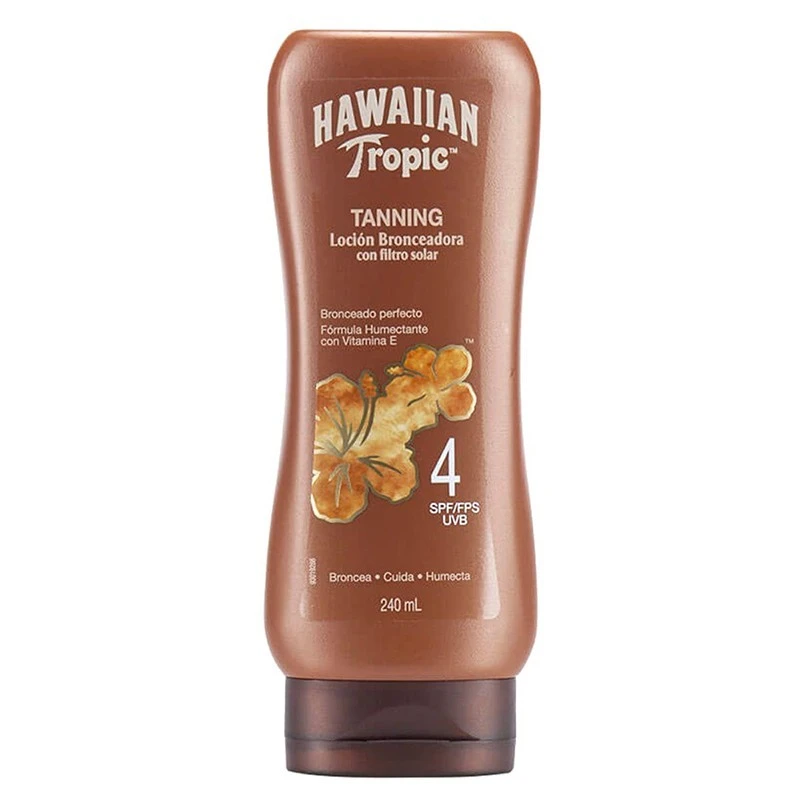 HAWAIIAN
Tropic™
TANNING
Loción Bronceadora
con filtro solar
Bronceado perfecto
Fórmula Humectante
con Vitamina E
™
4
SPF/FPS
UVB
Broncea • Cuida • Humecta
240 mL